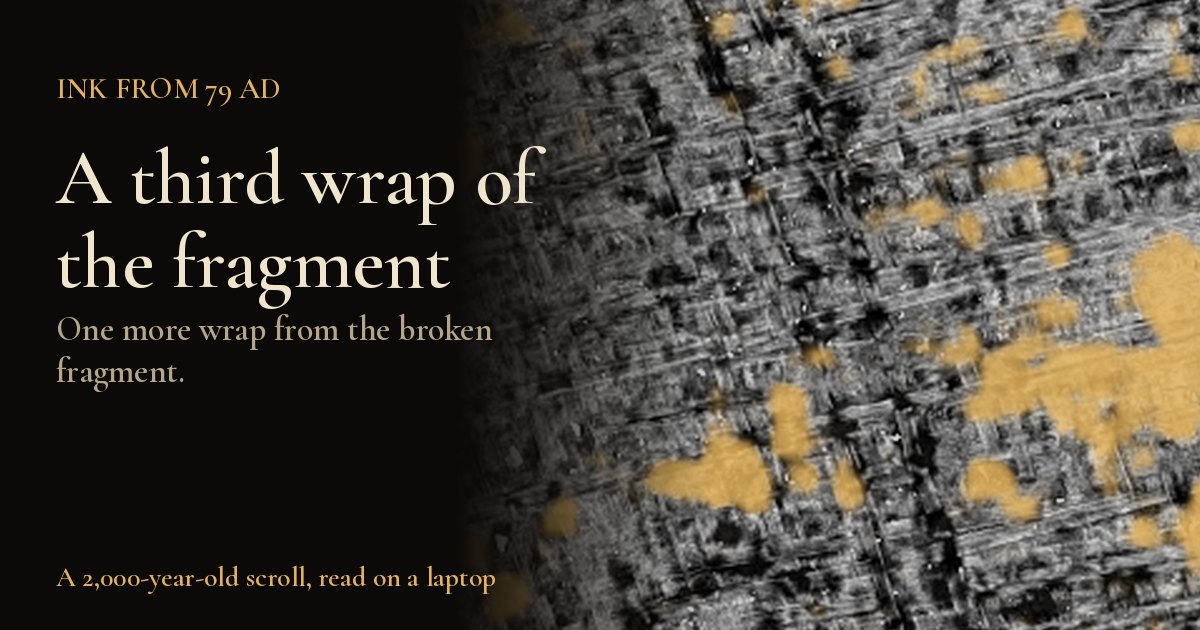 INK FROM 79 AD
A third wrap of
the fragment
One more wrap from the broken
fragment.
A 2,000-year-old scroll, read on a laptop